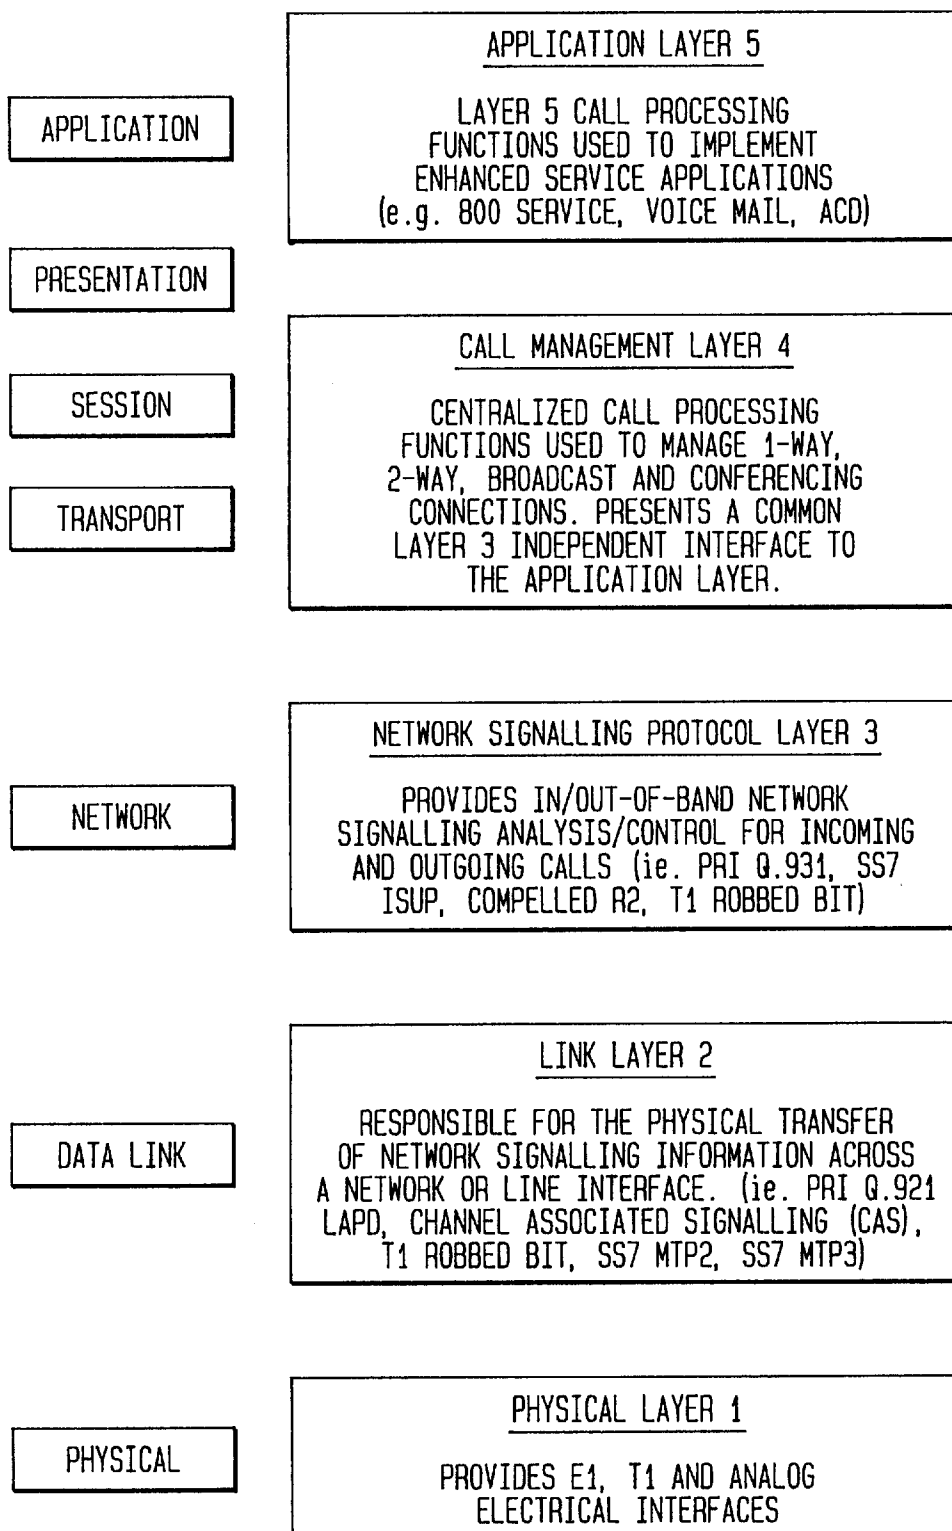 APPLICATION
PRESENTATION
SESSION
TRANSPORT
NETWORK
DATA LINK
PHYSICAL
APPLICATION LAYER 5
LAYER 5 CALL PROCESSING
FUNCTIONS USED TO IMPLEMENT
ENHANCED SERVICE APPLICATIONS
(e.g. 800 SERVICE, VOICE MAIL, ACD)
CALL MANAGEMENT LAYER 4
CENTRALIZED CALL PROCESSING
FUNCTIONS USED TO MANAGE 1-WAY,
2-WAY, BROADCAST AND CONFERENCING
CONNECTIONS. PRESENTS A COMMON
LAYER 3 INDEPENDENT INTERFACE TO
THE APPLICATION LAYER.
NETWORK SIGNALLING PROTOCOL LAYER 3
PROVIDES IN/OUT-OF-BAND NETWORK
SIGNALLING ANALYSIS/CONTROL FOR INCOMING
AND OUTGOING CALLS (ie. PRI Q.931, SS7
ISUP, COMPELLED R2, T1 ROBBED BIT)
LINK LAYER 2
RESPONSIBLE FOR THE PHYSICAL TRANSFER
OF NETWORK SIGNALLING INFORMATION ACROSS
A NETWORK OR LINE INTERFACE. (ie. PRI Q.921
LAPD, CHANNEL ASSOCIATED SIGNALLING (CAS),
T1 ROBBED BIT, SS7 MTP2, SS7 MTP3)
PHYSICAL LAYER 1
PROVIDES E1, T1 AND ANALOG
ELECTRICAL INTERFACES